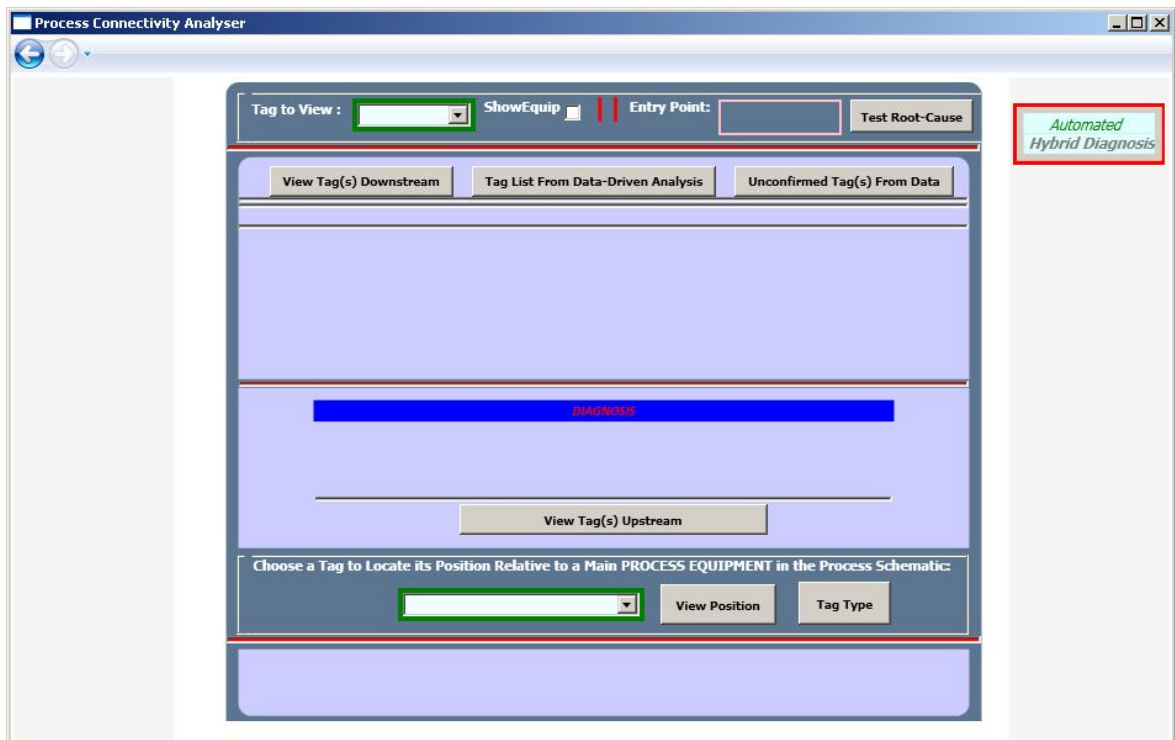 Process Connectivity Analyser
Tag to View :
ShowEquip
Entry Point:
Test Root-Cause
Automated
Hybrid Diagnosis
View Tag(s) Downstream
Tag List From Data-Driven Analysis
Unconfirmed Tag(s) From Data
DIAGNOSIS
View Tag(s) Upstream
Choose a Tag to Locate its Position Relative to a Main PROCESS EQUIPMENT in the Process Schematic:
View Position
Tag Type